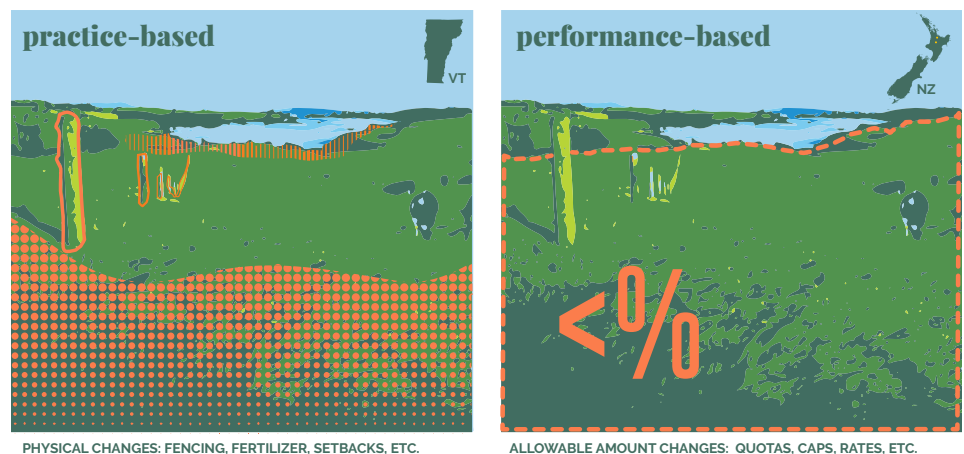 practice-based
VT
PHYSICAL CHANGES: FENCING, FERTILIZER, SETBACKS, ETC.
performance-based
NZ
<%
ALLOWABLE AMOUNT CHANGES: QUOTAS, CAPS, RATES, ETC.